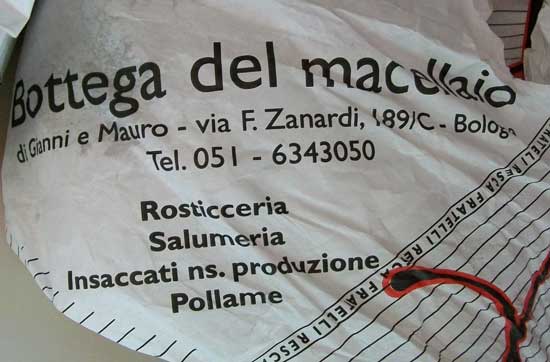 Bottega del macellaio
di Gianni e Mauro - via F. Zanardi, 189/C - Bologna
Tel. 051 - 6343050
Rosticceria
Salumeria
Insaccati ns. produzione
Pollame
FRATELLI RESCA FRATELLI RESCA FRATELLI RESCA